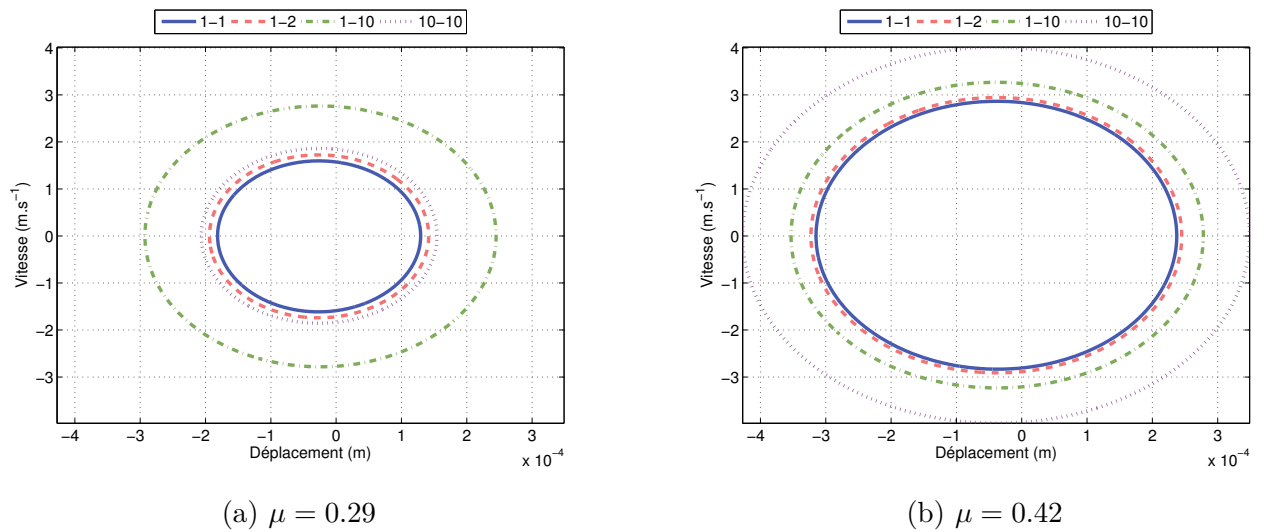 1−1 1−2 1−10 10−10
4
3
2
1
0
−1
−2
−3
Vitesse (m.s⁻¹)
−4 −3 −2 −1 0 1 2 3
Déplacement (m)
x 10⁻⁴
(a) μ = 0.29
1−1 1−2 1−10 10−10
4
3
2
1
0
−1
−2
−3
Vitesse (m.s⁻¹)
−4 −3 −2 −1 0 1 2 3
Déplacement (m)
x 10⁻⁴
(b) μ = 0.42